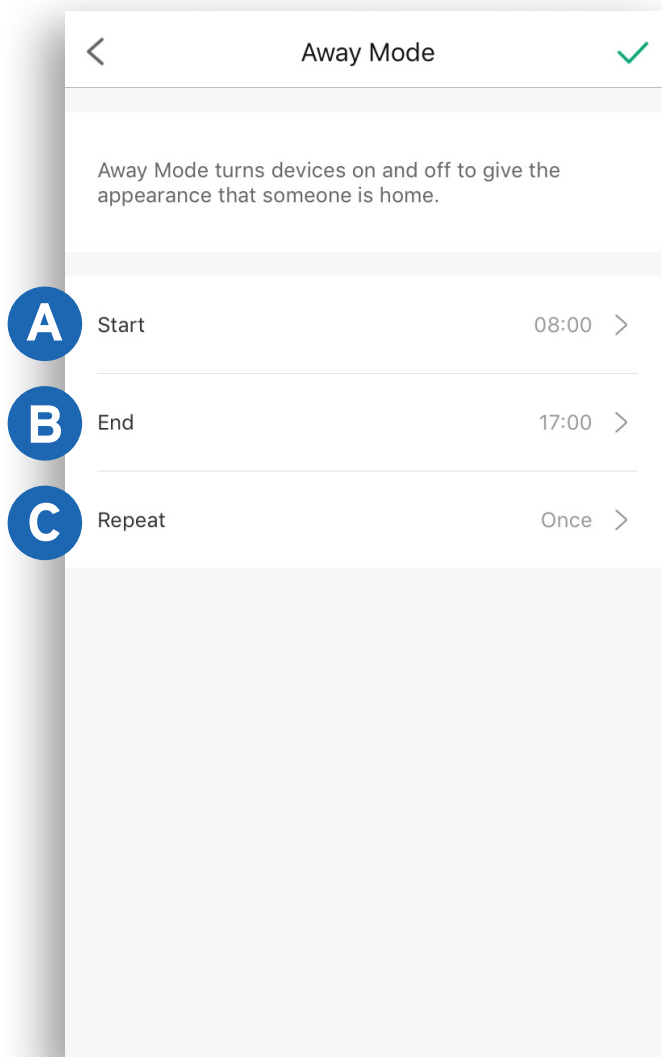 Away Mode
Away Mode turns devices on and off to give the
appearance that someone is home.
A Start 08:00
B End 17:00
C Repeat Once